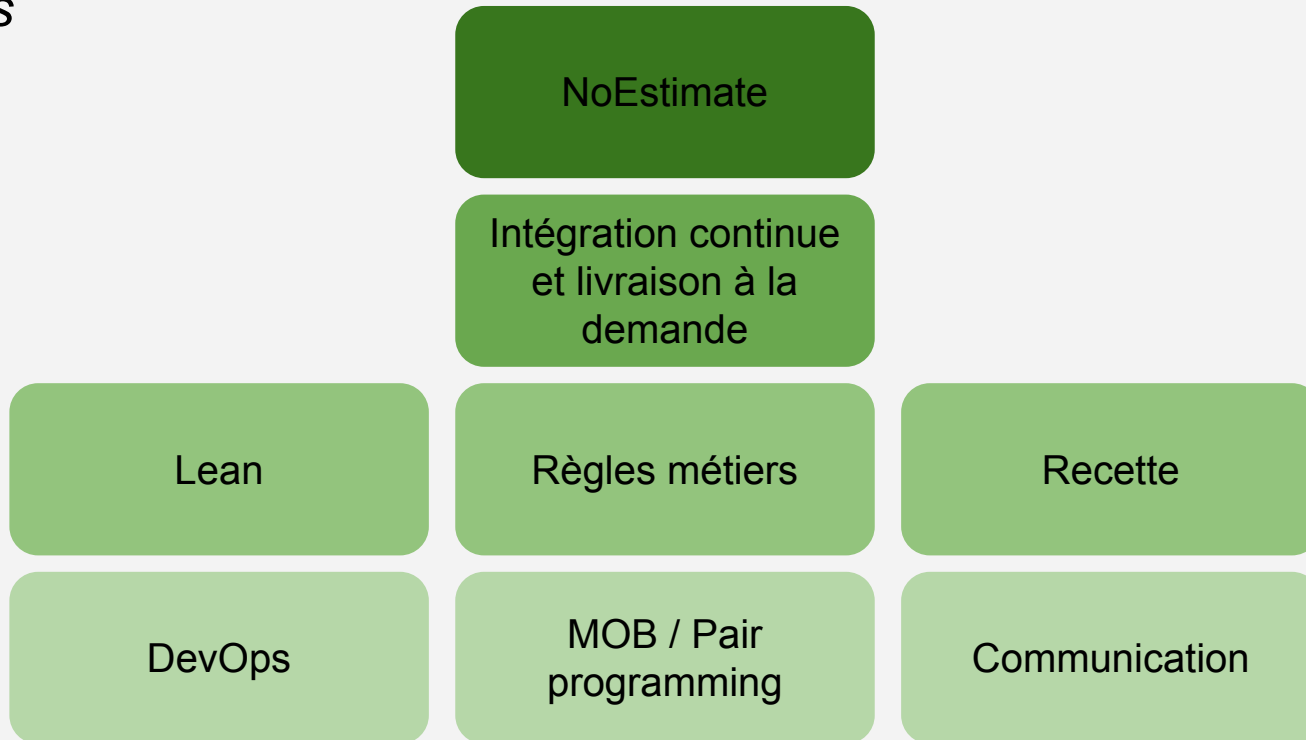 s
NoEstimate
Intégration continue
et livraison à la
demande
Lean
Règles métiers
Recette
DevOps
MOB / Pair
programming
Communication